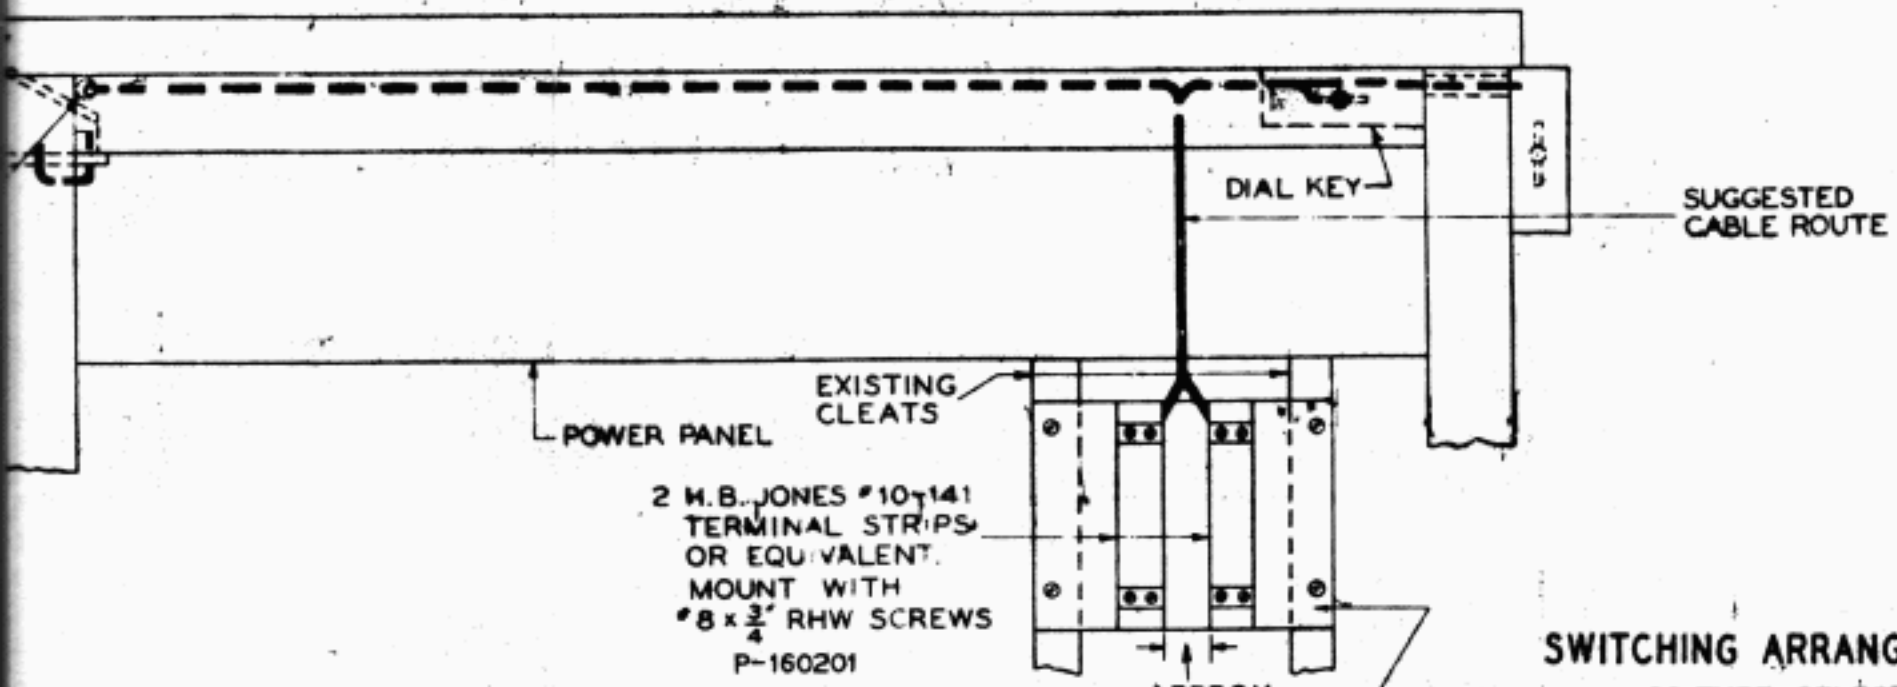 DIAL KEY
SUGGESTED
CABLE ROUTE
EXISTING
CLEATS
POWER PANEL
2 H.B. JONES #10-141
TERMINAL STRIPS
OR EQUIVALENT.
MOUNT WITH
#8 x 3/4" RHW SCREWS
P-160201
SWITCHING ARRANG